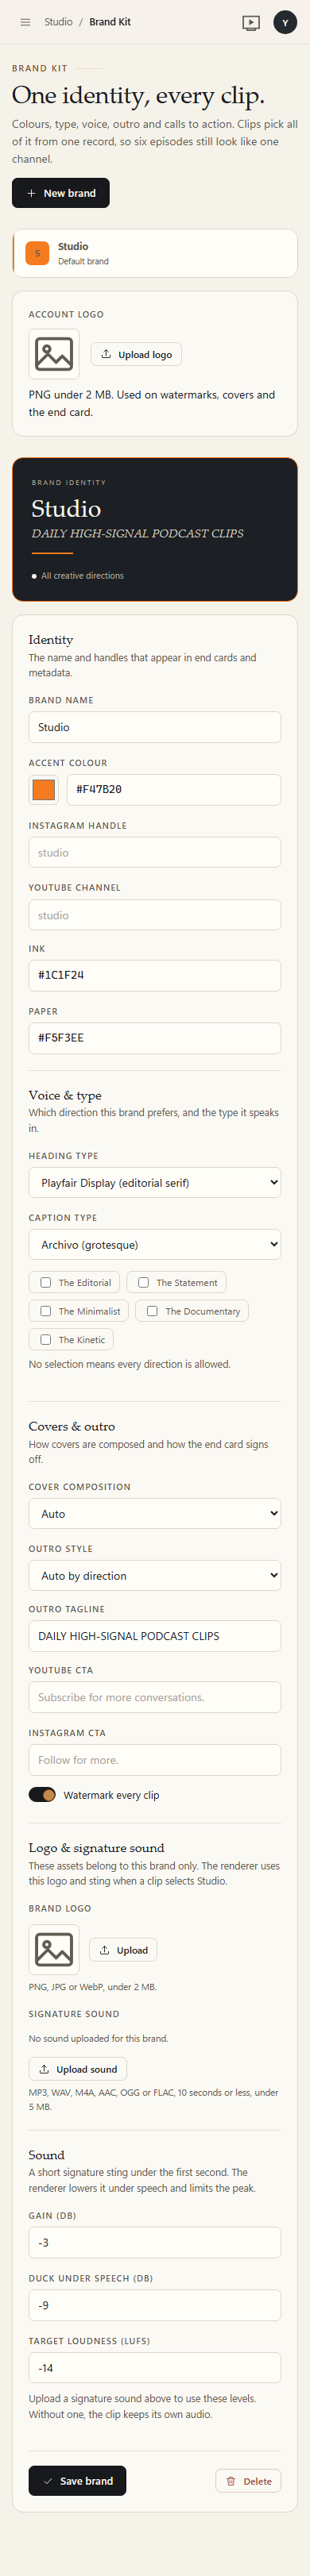 Studio / Brand Kit
Y
BRAND KIT
One identity, every clip.
Colours, type, voice, outro and calls to action. Clips pick all
of it from one record, so six episodes still look like one
channel.
New brand
S
Studio
Default brand
ACCOUNT LOGO
Upload logo
PNG under 2 MB. Used on watermarks, covers and
the end card.
BRAND IDENTITY
Studio
DAILY HIGH-SIGNAL PODCAST CLIPS
All creative directions
Identity
The name and handles that appear in end cards and
metadata.
BRAND NAME
Studio
ACCENT COLOUR
#F47B20
INSTAGRAM HANDLE
studio
YOUTUBE CHANNEL
studio
INK
#1C1F24
PAPER
#F5F3EE
Voice & type
Which direction this brand prefers, and the type it speaks
in.
HEADING TYPE
Playfair Display (editorial serif)
CAPTION TYPE
Archivo (grotesque)
The Editorial
The Statement
The Minimalist
The Documentary
The Kinetic
No selection means every direction is allowed.
Covers & outro
How covers are composed and how the end card signs
off.
COVER COMPOSITION
Auto
OUTRO STYLE
Auto by direction
OUTRO TAGLINE
DAILY HIGH-SIGNAL PODCAST CLIPS
YOUTUBE CTA
Subscribe for more conversations.
INSTAGRAM CTA
Follow for more.
Watermark every clip
Logo & signature sound
These assets belong to this brand only. The renderer uses
this logo and sting when a clip selects Studio.
BRAND LOGO
Upload
PNG, JPG or WebP, under 2 MB.
SIGNATURE SOUND
No sound uploaded for this brand.
Upload sound
MP3, WAV, M4A, AAC, OGG or FLAC, 10 seconds or less, under
5 MB.
Sound
A short signature sting under the first second. The
renderer lowers it under speech and limits the peak.
GAIN (DB)
-3
DUCK UNDER SPEECH (DB)
-9
TARGET LOUDNESS (LUFS)
-14
Upload a signature sound above to use these levels.
Without one, the clip keeps its own audio.
Save brand
Delete